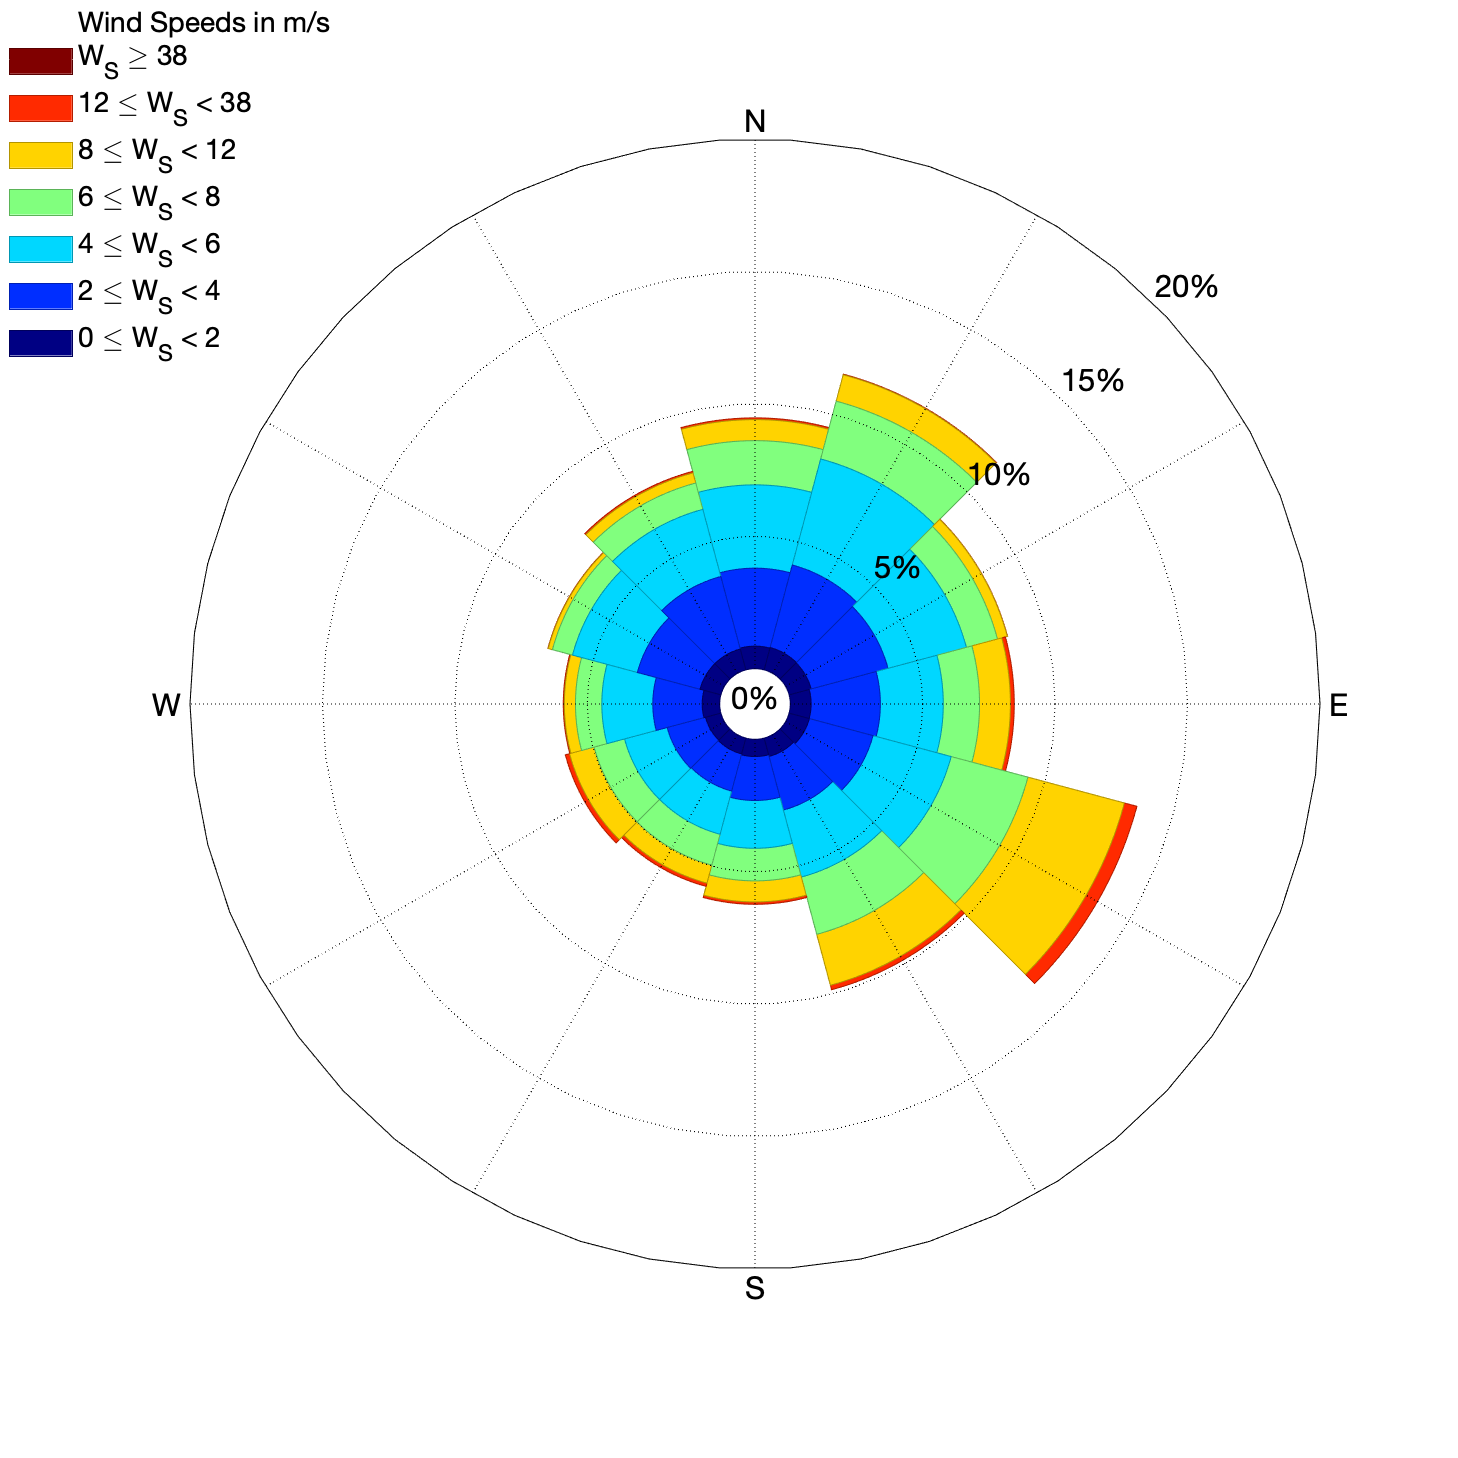 Wind Speeds in m/s
W_S ≥ 38
12 ≤ W_S < 38
8 ≤ W_S < 12
6 ≤ W_S < 8
4 ≤ W_S < 6
2 ≤ W_S < 4
0 ≤ W_S < 2
N
20%
15%
10%
5%
0%
W
E
S